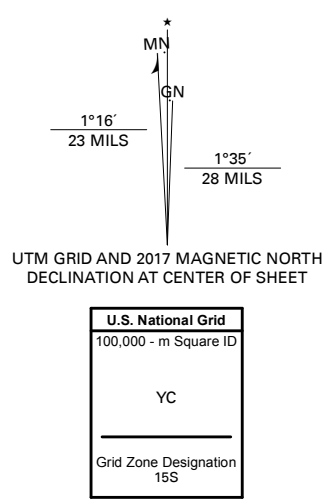 ★
MN
GN
1°16´
23 MILS
1°35´
28 MILS
UTM GRID AND 2017 MAGNETIC NORTH
DECLINATION AT CENTER OF SHEET
U.S. National Grid
100,000 - m Square ID
YC
Grid Zone Designation
15S